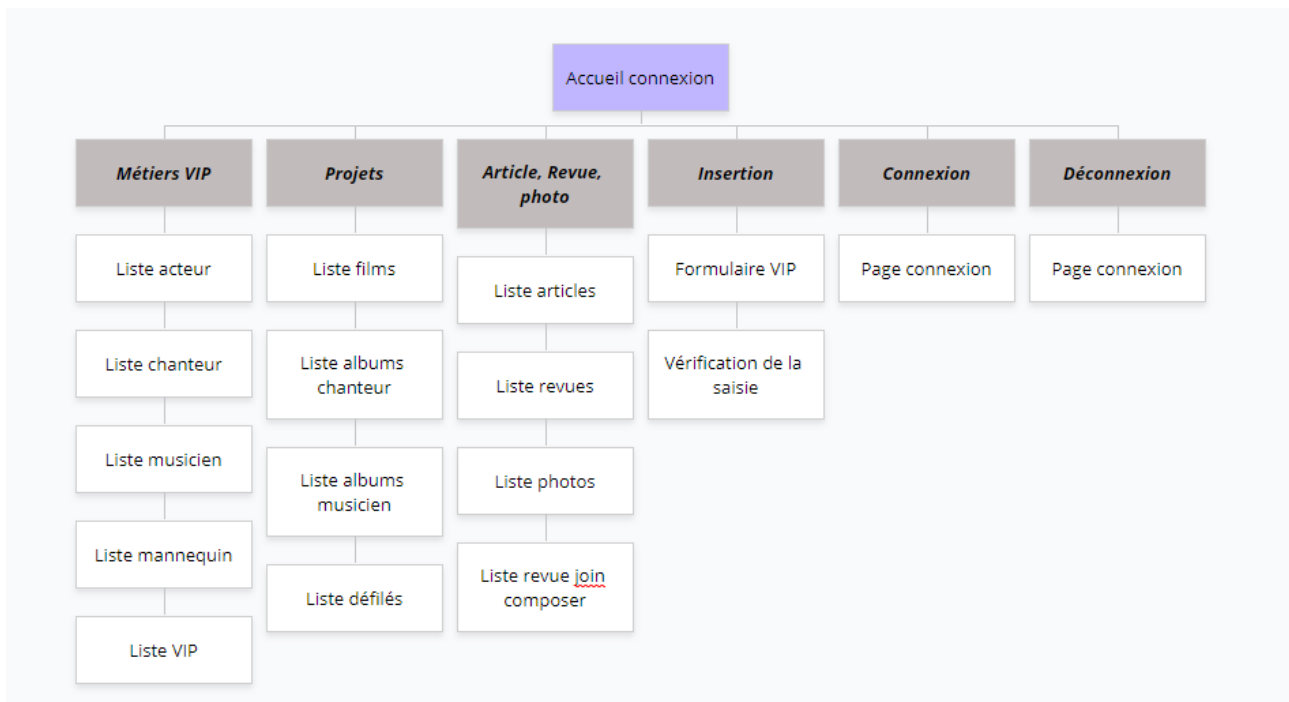 Accueil connexion
Métiers VIP
Liste acteur
Liste chanteur
Liste musicien
Liste mannequin
Liste VIP
Projets
Liste films
Liste albums
chanteur
Liste albums
musicien
Liste défilés
Article, Revue,
photo
Liste articles
Liste revues
Liste photos
Liste revue join
composer
Insertion
Formulaire VIP
Vérification de la
saisie
Connexion
Page connexion
Déconnexion
Page connexion